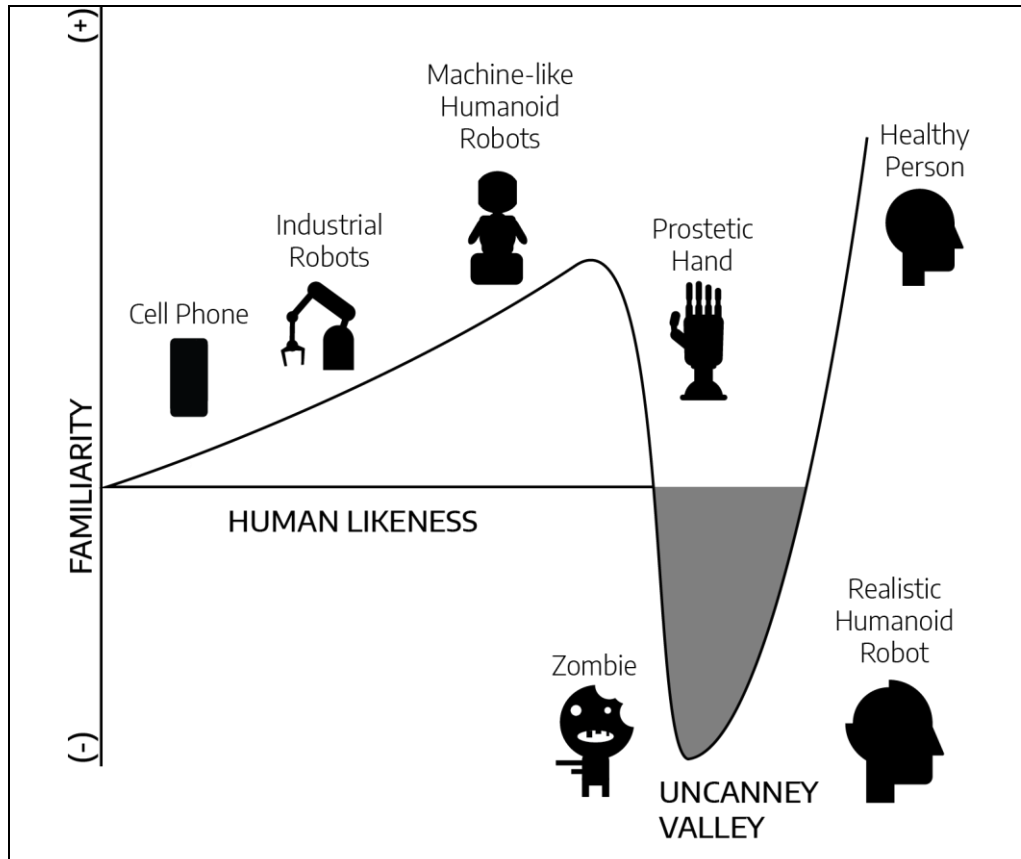 (+)
Machine-like
Humanoid
Robots
Healthy
Person
Industrial
Robots
Prostetic
Hand
Cell Phone
FAMILIARITY
HUMAN LIKENESS
Realistic
Humanoid
Robot
Zombie
(-)
UNCANNEY
VALLEY